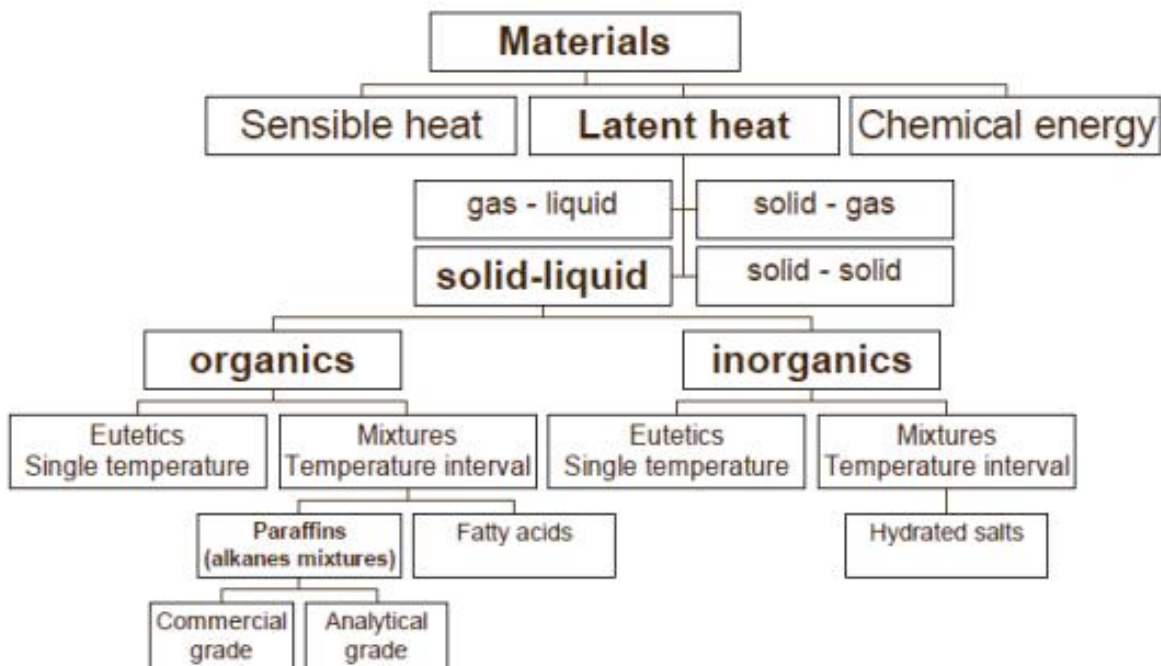 Materials
Sensible heat
Latent heat
Chemical energy
gas - liquid
solid - gas
solid-liquid
solid - solid
organics
inorganics
Eutetics
Single temperature
Mixtures
Temperature interval
Eutetics
Single temperature
Mixtures
Temperature interval
Paraffins
(alkanes mixtures)
Fatty acids
Hydrated salts
Commercial
grade
Analytical
grade